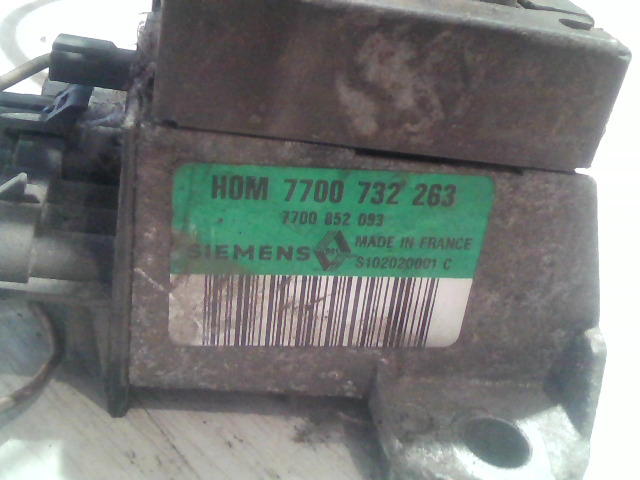 HOM 7700 732 263
7700 852 093
SIEMENS MADE IN FRANCE
S102020001 C